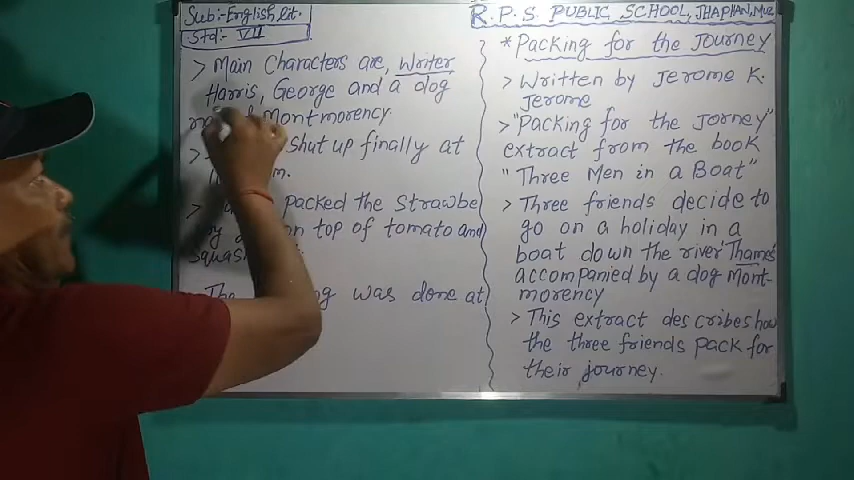 Sub:- English lit.
Std:- VII
> Main Characters are, Writer
Harris, George and a dog
Montmorency.
> shut up finally at
> packed the strawbe
on top of tomato and
squas
The was done at
R.P.S PUBLIC SCHOOL, JHAPHAN, Muz
* Packing for the Journey
> Written by Jerome K.
Jerome
> "Packing for the Jorney"
extract from the book
"Three Men in a Boat"
> Three friends decide to
go on a holiday in a
boat down the river Thames
accompanied by a dog Mont-
morency
> This extract describes how
the three friends pack for
their journey.